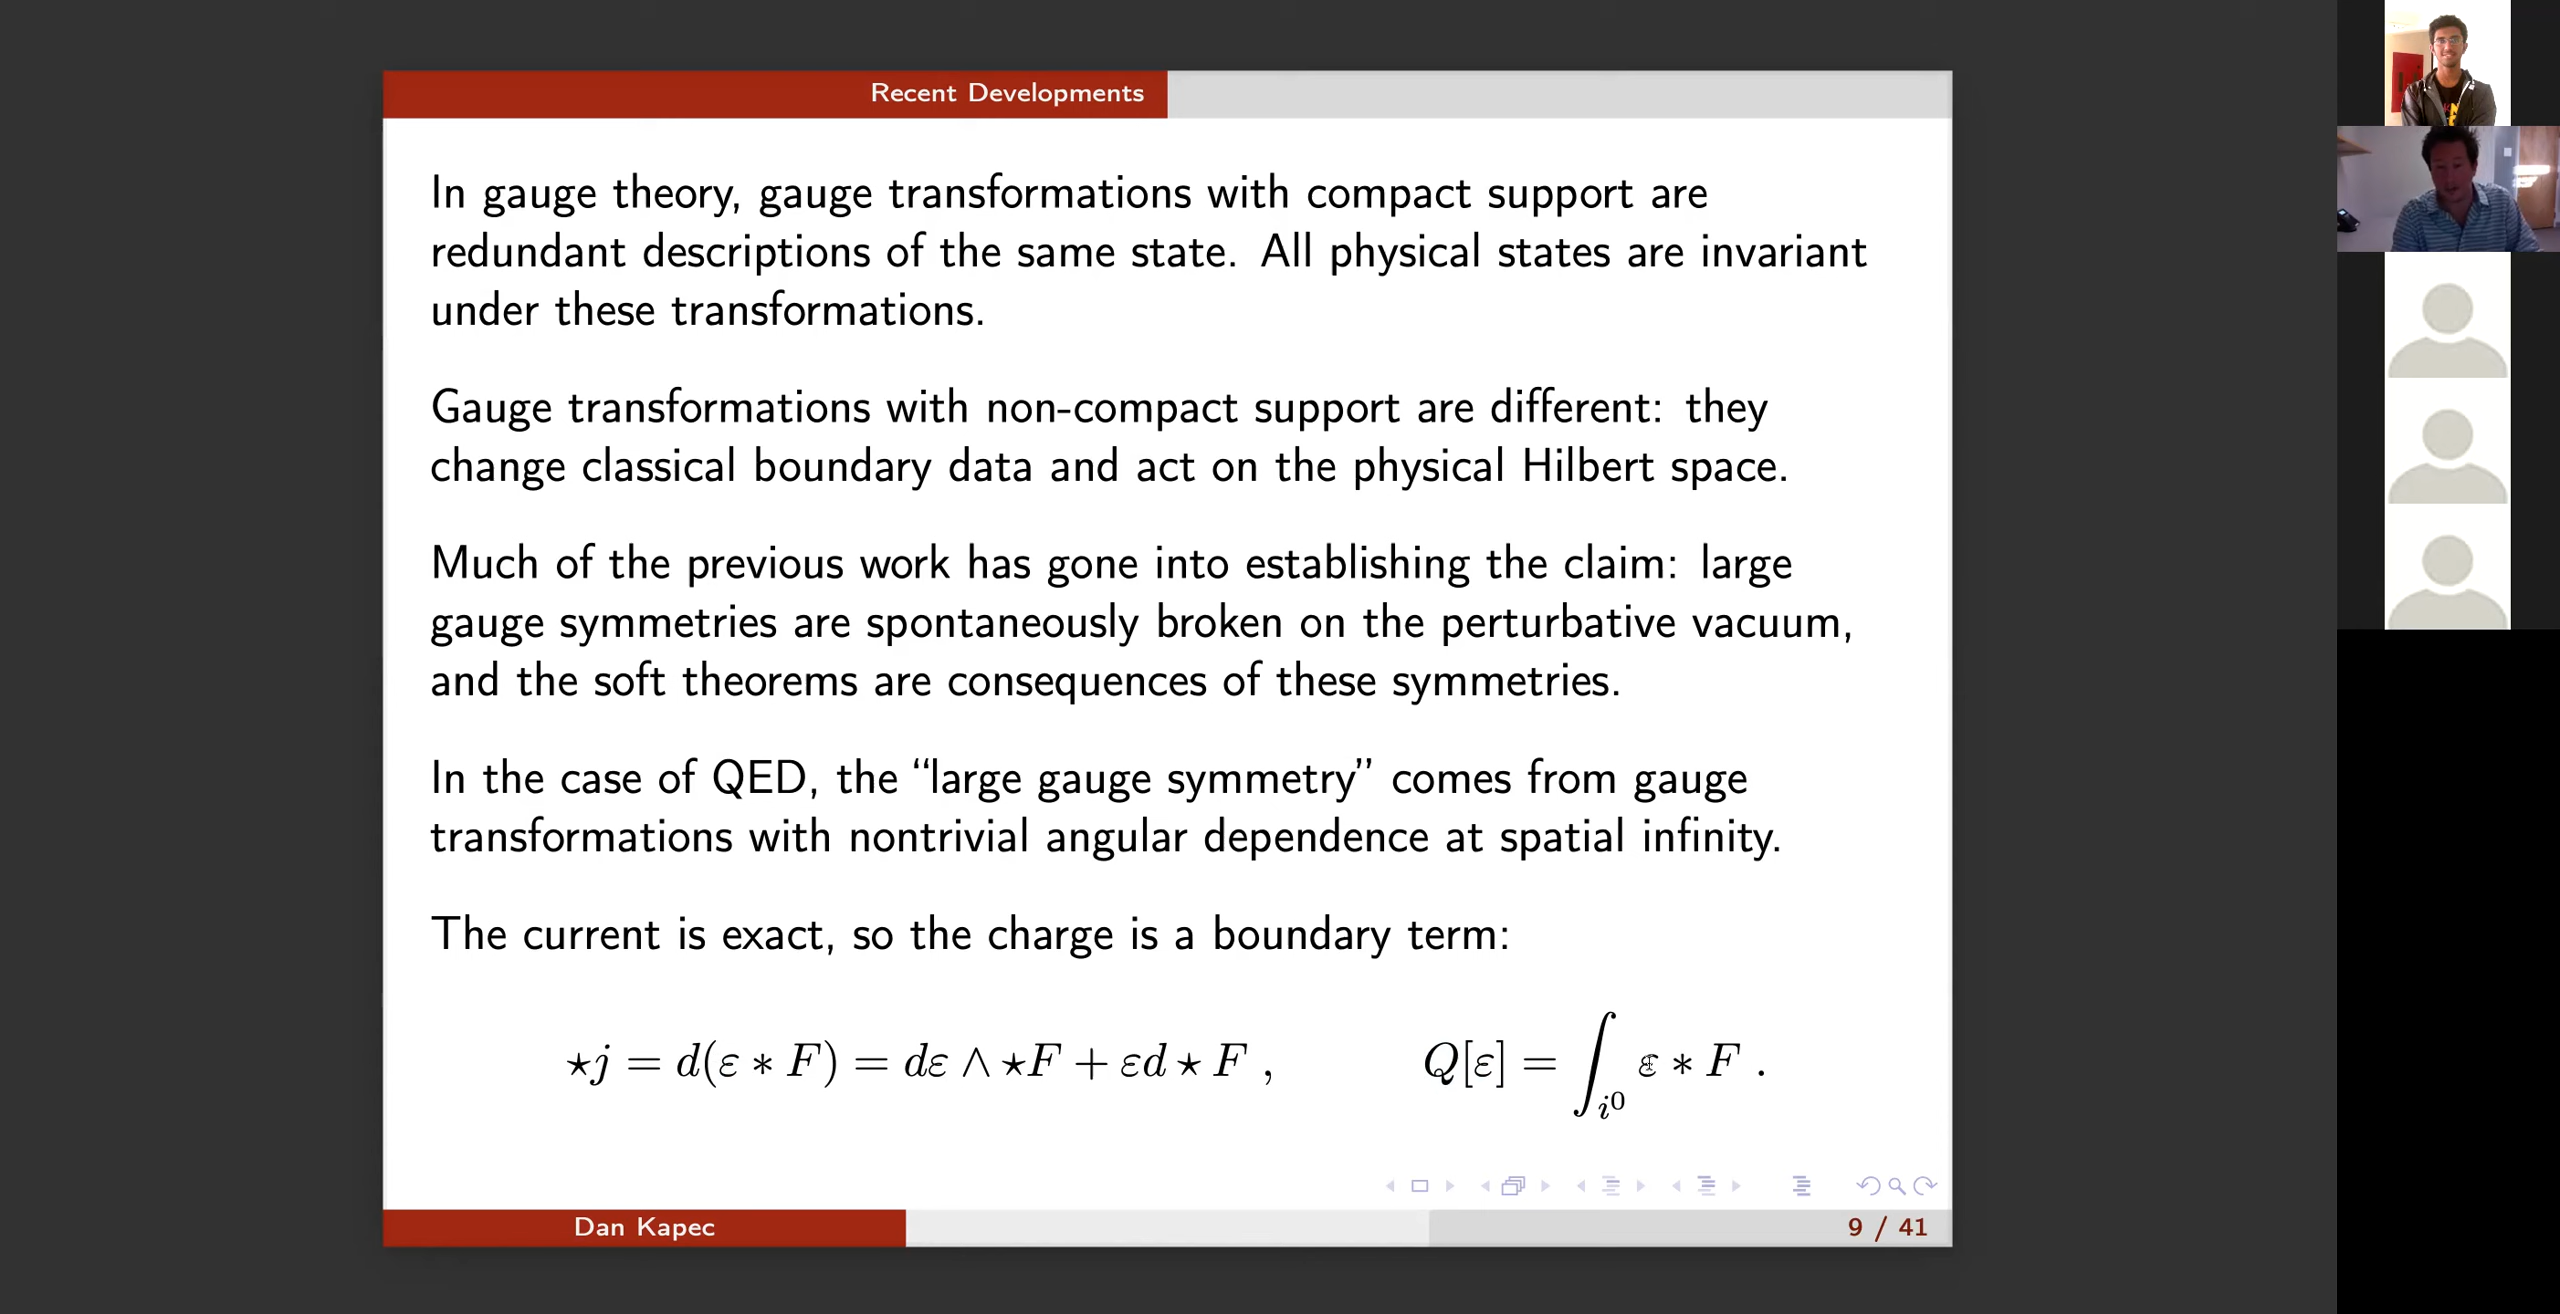 Recent Developments
In gauge theory, gauge transformations with compact support are
redundant descriptions of the same state. All physical states are invariant
under these transformations.
Gauge transformations with non-compact support are different: they
change classical boundary data and act on the physical Hilbert space.
Much of the previous work has gone into establishing the claim: large
gauge symmetries are spontaneously broken on the perturbative vacuum,
and the soft theorems are consequences of these symmetries.
In the case of QED, the “large gauge symmetry” comes from gauge
transformations with nontrivial angular dependence at spatial infinity.
The current is exact, so the charge is a boundary term:
⋆j = d(ε ∗ F) = dε ∧ ⋆F + εd ⋆ F , Q[ε] = ∫_{i⁰} ε ∗ F .
Dan Kapec
9 / 41